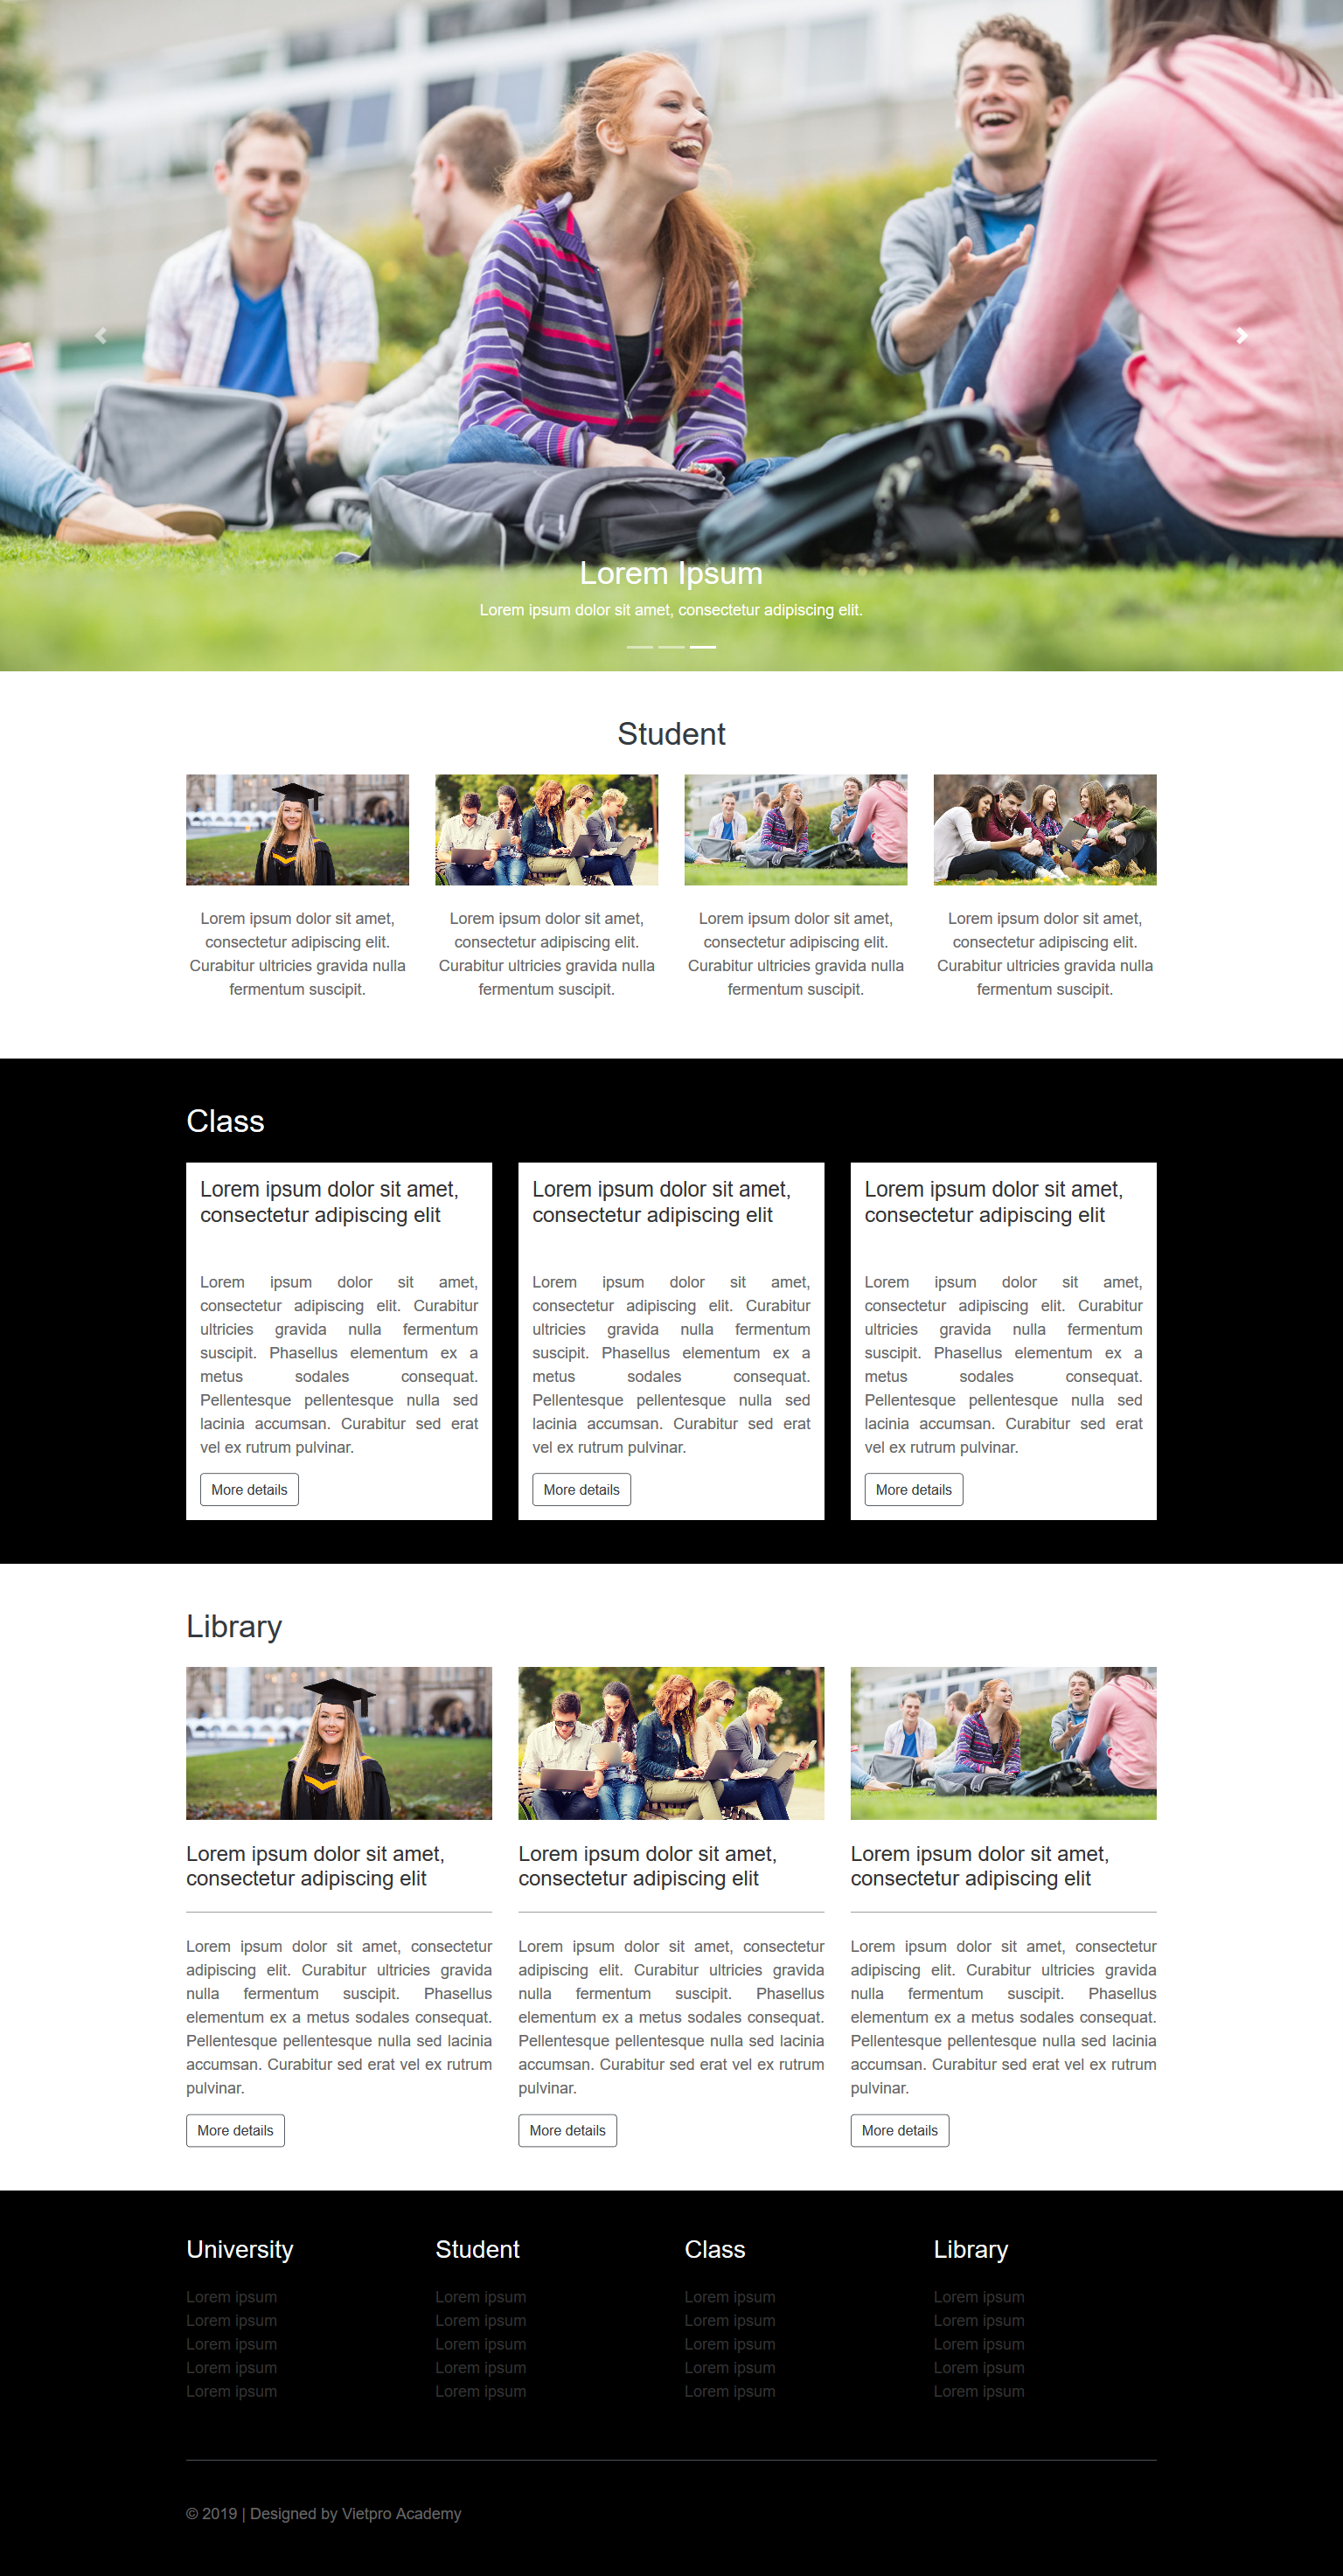 Lorem Ipsum
Lorem ipsum dolor sit amet, consectetur adipiscing elit.
Student
Lorem ipsum dolor sit amet,
consectetur adipiscing elit.
Curabitur ultricies gravida nulla
fermentum suscipit.
Lorem ipsum dolor sit amet,
consectetur adipiscing elit.
Curabitur ultricies gravida nulla
fermentum suscipit.
Lorem ipsum dolor sit amet,
consectetur adipiscing elit.
Curabitur ultricies gravida nulla
fermentum suscipit.
Lorem ipsum dolor sit amet,
consectetur adipiscing elit.
Curabitur ultricies gravida nulla
fermentum suscipit.
Class
Lorem ipsum dolor sit amet,
consectetur adipiscing elit
Lorem ipsum dolor sit amet,
consectetur adipiscing elit. Curabitur
ultricies gravida nulla fermentum
suscipit. Phasellus elementum ex a
metus sodales consequat.
Pellentesque pellentesque nulla sed
lacinia accumsan. Curabitur sed erat
vel ex rutrum pulvinar.
More details
Lorem ipsum dolor sit amet,
consectetur adipiscing elit
Lorem ipsum dolor sit amet,
consectetur adipiscing elit. Curabitur
ultricies gravida nulla fermentum
suscipit. Phasellus elementum ex a
metus sodales consequat.
Pellentesque pellentesque nulla sed
lacinia accumsan. Curabitur sed erat
vel ex rutrum pulvinar.
More details
Lorem ipsum dolor sit amet,
consectetur adipiscing elit
Lorem ipsum dolor sit amet,
consectetur adipiscing elit. Curabitur
ultricies gravida nulla fermentum
suscipit. Phasellus elementum ex a
metus sodales consequat.
Pellentesque pellentesque nulla sed
lacinia accumsan. Curabitur sed erat
vel ex rutrum pulvinar.
More details
Library
Lorem ipsum dolor sit amet,
consectetur adipiscing elit
Lorem ipsum dolor sit amet, consectetur
adipiscing elit. Curabitur ultricies gravida
nulla fermentum suscipit. Phasellus
elementum ex a metus sodales consequat.
Pellentesque pellentesque nulla sed lacinia
accumsan. Curabitur sed erat vel ex rutrum
pulvinar.
More details
Lorem ipsum dolor sit amet,
consectetur adipiscing elit
Lorem ipsum dolor sit amet, consectetur
adipiscing elit. Curabitur ultricies gravida
nulla fermentum suscipit. Phasellus
elementum ex a metus sodales consequat.
Pellentesque pellentesque nulla sed lacinia
accumsan. Curabitur sed erat vel ex rutrum
pulvinar.
More details
Lorem ipsum dolor sit amet,
consectetur adipiscing elit
Lorem ipsum dolor sit amet, consectetur
adipiscing elit. Curabitur ultricies gravida
nulla fermentum suscipit. Phasellus
elementum ex a metus sodales consequat.
Pellentesque pellentesque nulla sed lacinia
accumsan. Curabitur sed erat vel ex rutrum
pulvinar.
More details
University
Lorem ipsum
Lorem ipsum
Lorem ipsum
Lorem ipsum
Lorem ipsum
Student
Lorem ipsum
Lorem ipsum
Lorem ipsum
Lorem ipsum
Lorem ipsum
Class
Lorem ipsum
Lorem ipsum
Lorem ipsum
Lorem ipsum
Lorem ipsum
Library
Lorem ipsum
Lorem ipsum
Lorem ipsum
Lorem ipsum
Lorem ipsum
© 2019 | Designed by Vietpro Academy